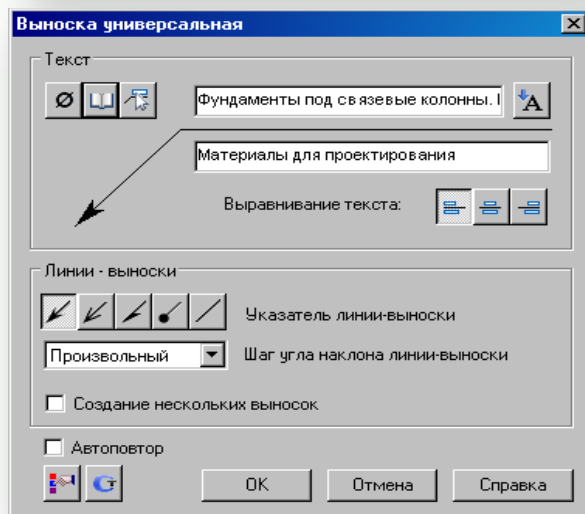 Выноска универсальная
Текст
Ø
Фундаменты под связевые колонны.
A
Материалы для проектирования
Выравнивание текста:
Линии - выноски
Указатель линии-выноски
Произвольный
Шаг угла наклона линии-выноски
Создание нескольких выносок
Автоповтор
OK
Отмена
Справка